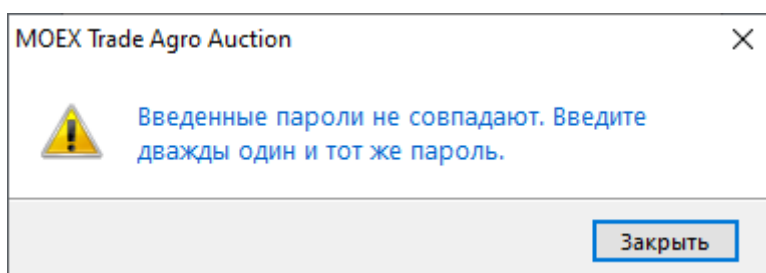 MOEX Trade Agro Auction
Введенные пароли не совпадают. Введите
дважды один и тот же пароль.
Закрыть